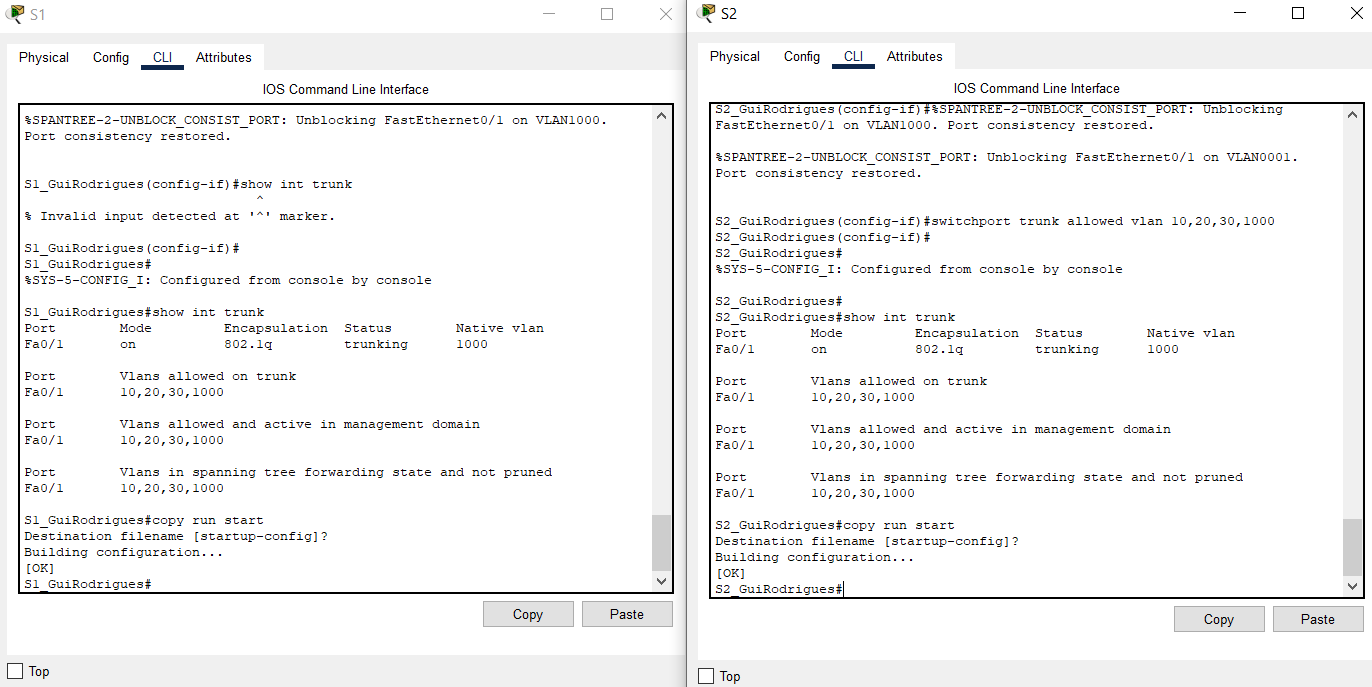 S1
Physical Config CLI Attributes
IOS Command Line Interface
%SPANTREE-2-UNBLOCK_CONSIST_PORT: Unblocking FastEthernet0/1 on VLAN1000.
Port consistency restored.
S1_GuiRodrigues(config-if)#show int trunk
^
% Invalid input detected at '^' marker.
S1_GuiRodrigues(config-if)#
S1_GuiRodrigues#
%SYS-5-CONFIG_I: Configured from console by console
S1_GuiRodrigues#show int trunk
Port Mode Encapsulation Status Native vlan
Fa0/1 on 802.1q trunking 1000
Port Vlans allowed on trunk
Fa0/1 10,20,30,1000
Port Vlans allowed and active in management domain
Fa0/1 10,20,30,1000
Port Vlans in spanning tree forwarding state and not pruned
Fa0/1 10,20,30,1000
S1_GuiRodrigues#copy run start
Destination filename [startup-config]?
Building configuration...
[OK]
S1_GuiRodrigues#
Copy Paste
Top
S2
Physical Config CLI Attributes
IOS Command Line Interface
S2_GuiRodrigues(config-if)#%SPANTREE-2-UNBLOCK_CONSIST_PORT: Unblocking
FastEthernet0/1 on VLAN1000. Port consistency restored.
%SPANTREE-2-UNBLOCK_CONSIST_PORT: Unblocking FastEthernet0/1 on VLAN0001.
Port consistency restored.
S2_GuiRodrigues(config-if)#switchport trunk allowed vlan 10,20,30,1000
S2_GuiRodrigues(config-if)#
S2_GuiRodrigues#
%SYS-5-CONFIG_I: Configured from console by console
S2_GuiRodrigues#
S2_GuiRodrigues#show int trunk
Port Mode Encapsulation Status Native vlan
Fa0/1 on 802.1q trunking 1000
Port Vlans allowed on trunk
Fa0/1 10,20,30,1000
Port Vlans allowed and active in management domain
Fa0/1 10,20,30,1000
Port Vlans in spanning tree forwarding state and not pruned
Fa0/1 10,20,30,1000
S2_GuiRodrigues#copy run start
Destination filename [startup-config]?
Building configuration...
[OK]
S2_GuiRodrigues#
Copy Paste
Top